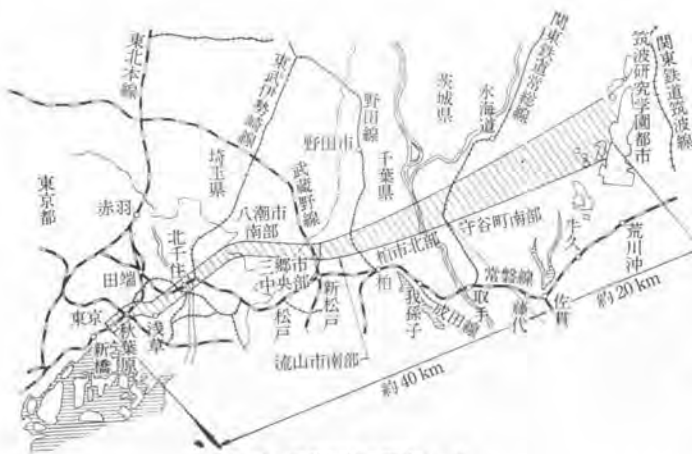 東北本線
東武伊勢崎線
野田線
茨城県
水海道
関東鉄道常総線
筑波研究学園都市
関東鉄道筑波線
野田市
千葉県
埼玉県
武蔵野線
東京都
赤羽
八潮市
南部
北千住
守谷町南部
柏市北部
牛久
荒川沖
三郷市
中央部
田端
新松戸
柏
常磐線
約20 km
我孫子
成田線
取手
藤代
佐貫
東京
秋葉原
浅草
松戸
新橋
流山市南部
約40 km